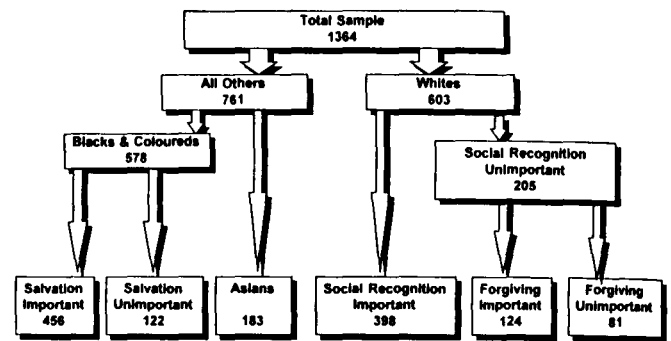 Total Sample
1364
All Others
761
Whites
603
Blacks & Coloureds
578
Social Recognition
Unimportant
205
Salvation
Important
456
Salvation
Unimportant
122
Asians
183
Social Recognition
Important
398
Forgiving
Important
124
Forgiving
Unimportant
81